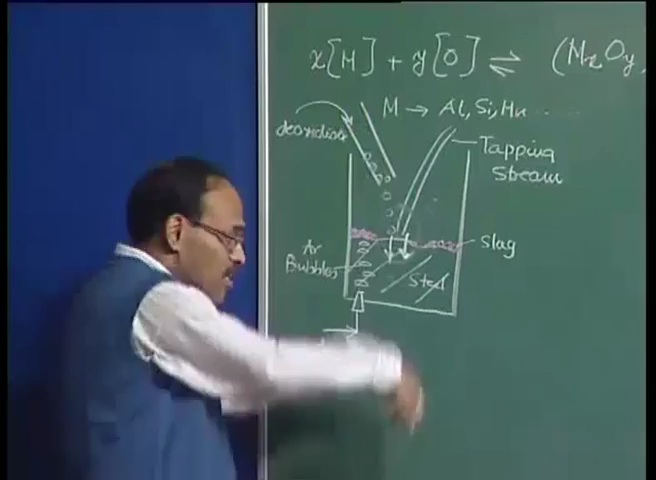 x[M] + y[O] ⇌ (MxOy
M → Al, Si, Mn ......
deoxidiser
Tapping
Stream
Slag
Ar
Bubbles
Steel